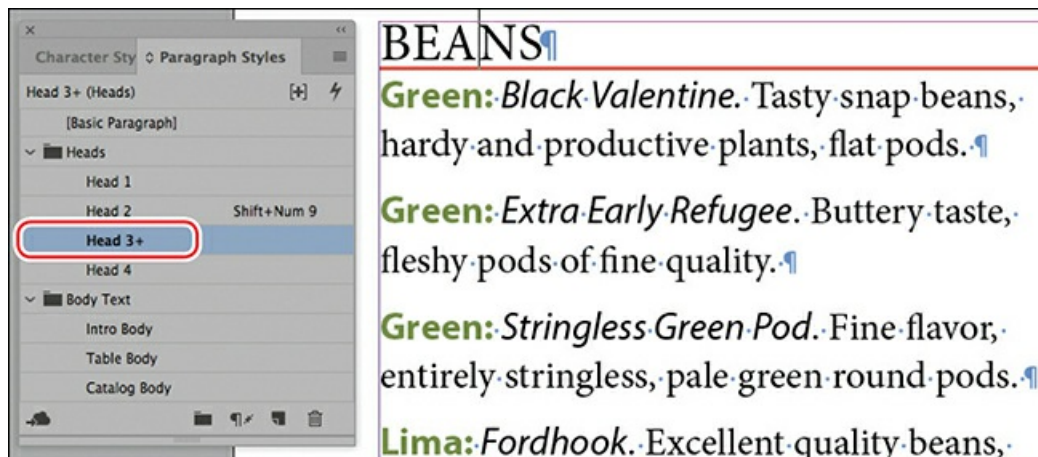 Character Sty
Paragraph Styles
Head 3+ (Heads)
[Basic Paragraph]
Heads
Head 1
Head 2 Shift+Num 9
Head 3+
Head 4
Body Text
Intro Body
Table Body
Catalog Body
BEANS¶
Green:·Black·Valentine.·Tasty·snap·beans,·
hardy·and·productive·plants,·flat·pods.·¶
Green:·Extra·Early·Refugee.·Buttery·taste,·
fleshy·pods·of·fine·quality.·¶
Green:·Stringless·Green·Pod.·Fine·flavor,·
entirely·stringless,·pale·green·round·pods.·¶
Lima:·Fordhook.·Excellent·quality·beans,·